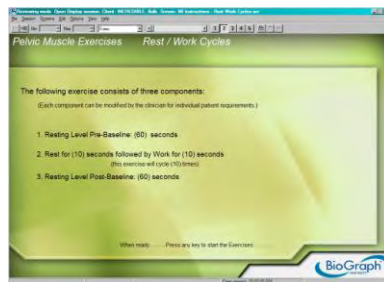 Pelvic Muscle Exercises Rest / Work Cycles
The following exercise consists of three components:
(Each component can be modified by the clinician for individual patient requirements.)
1. Resting Level Pre-Baseline: (60) seconds
2. Rest for (10) seconds followed by Work for (10) seconds
(this exercise will cycle (10) times)
3. Resting Level Post-Baseline: (60) seconds
When ready ........ Press any key to start the Exercises
BioGraph